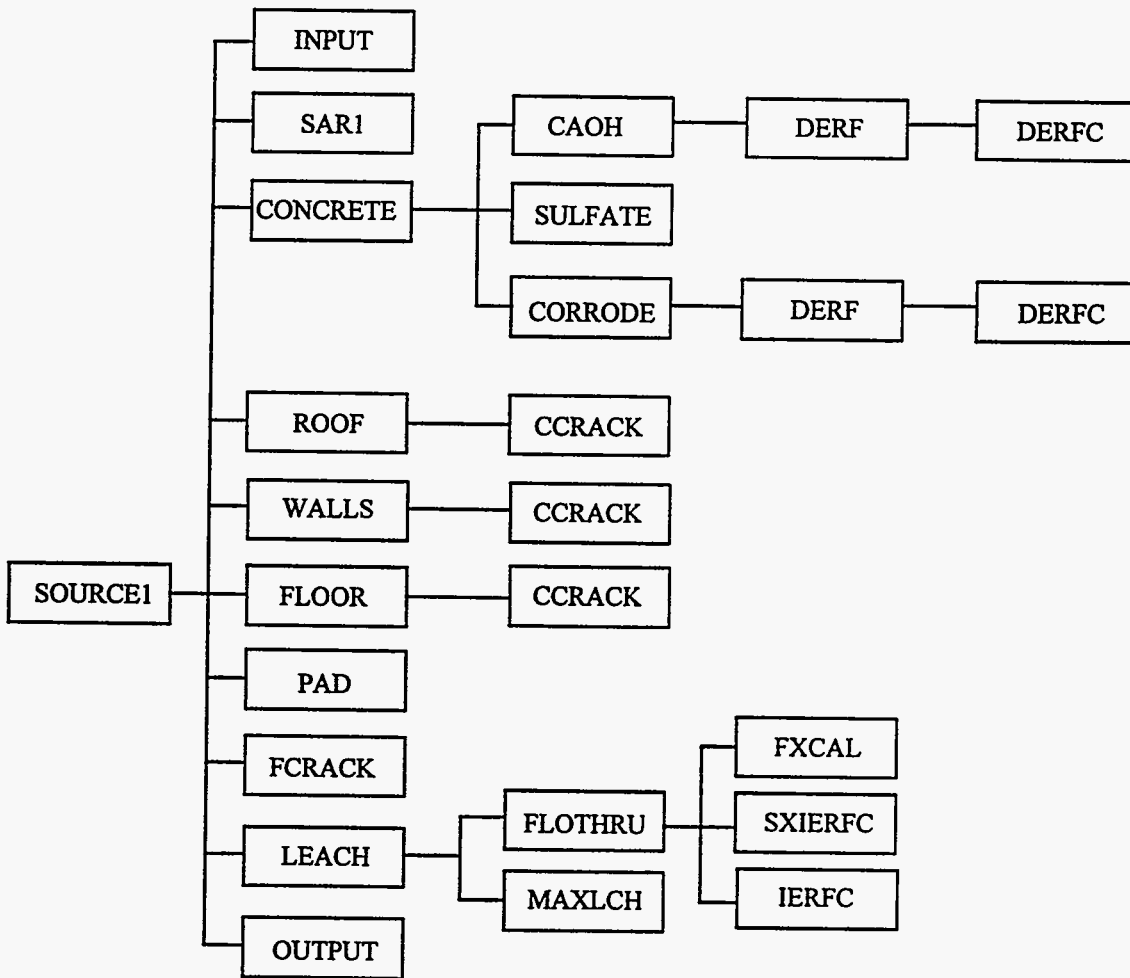 INPUT
SAR1
CAOH
DERF
DERFC
CONCRETE
SULFATE
CORRODE
DERF
DERFC
ROOF
CCRACK
WALLS
CCRACK
SOURCE1
FLOOR
CCRACK
PAD
FCRACK
FXCAL
FLOTHRU
SXIERFC
LEACH
MAXLCH
IERFC
OUTPUT